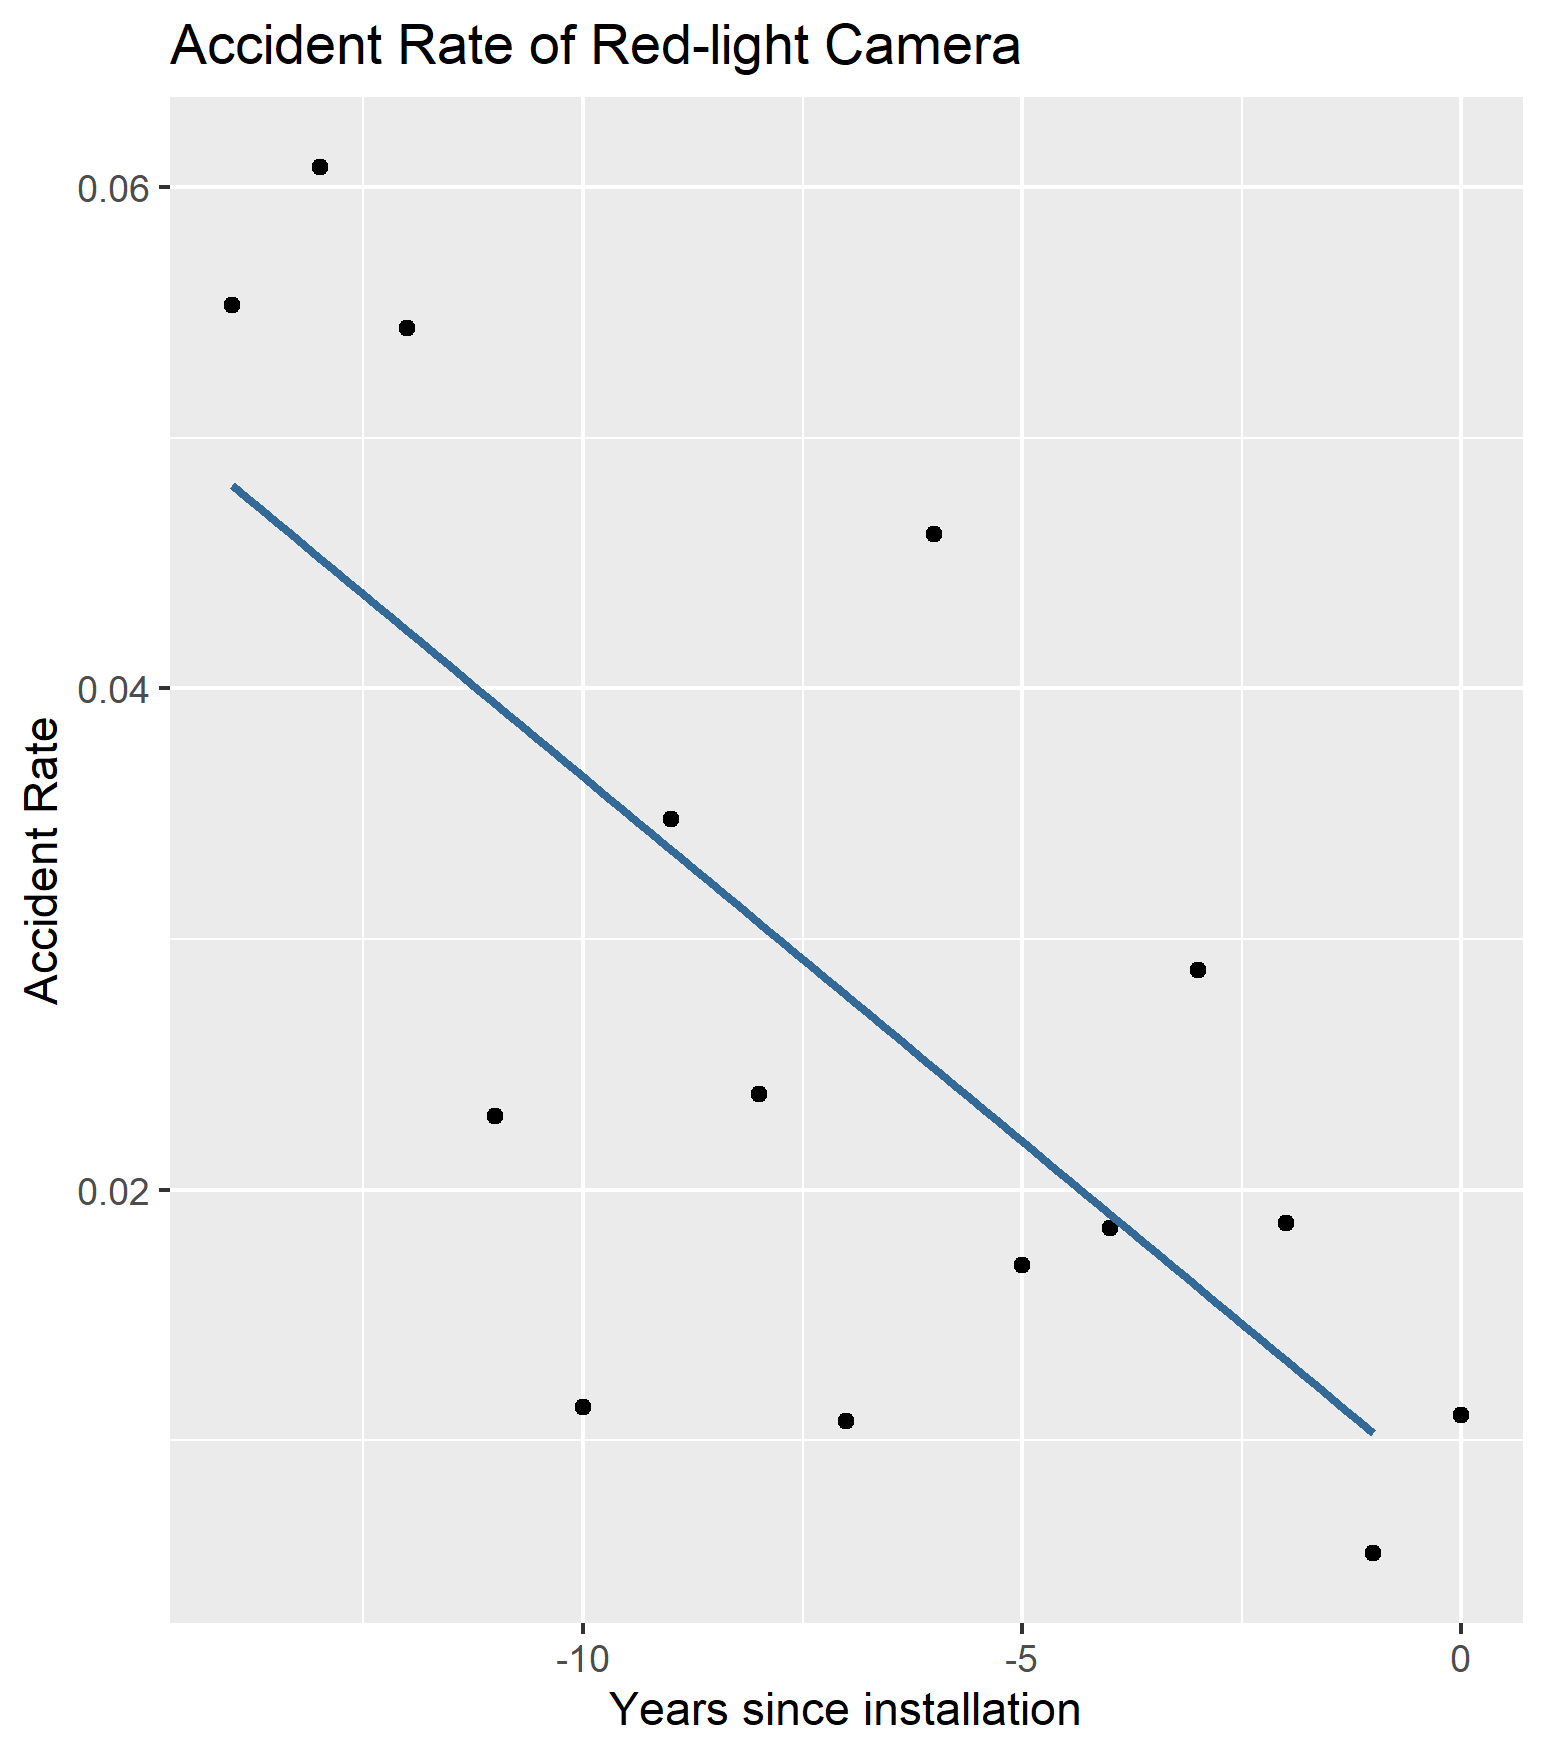 Accident Rate of Red-light Camera
0.06
0.04
0.02
Accident Rate
-10
-5
0
Years since installation